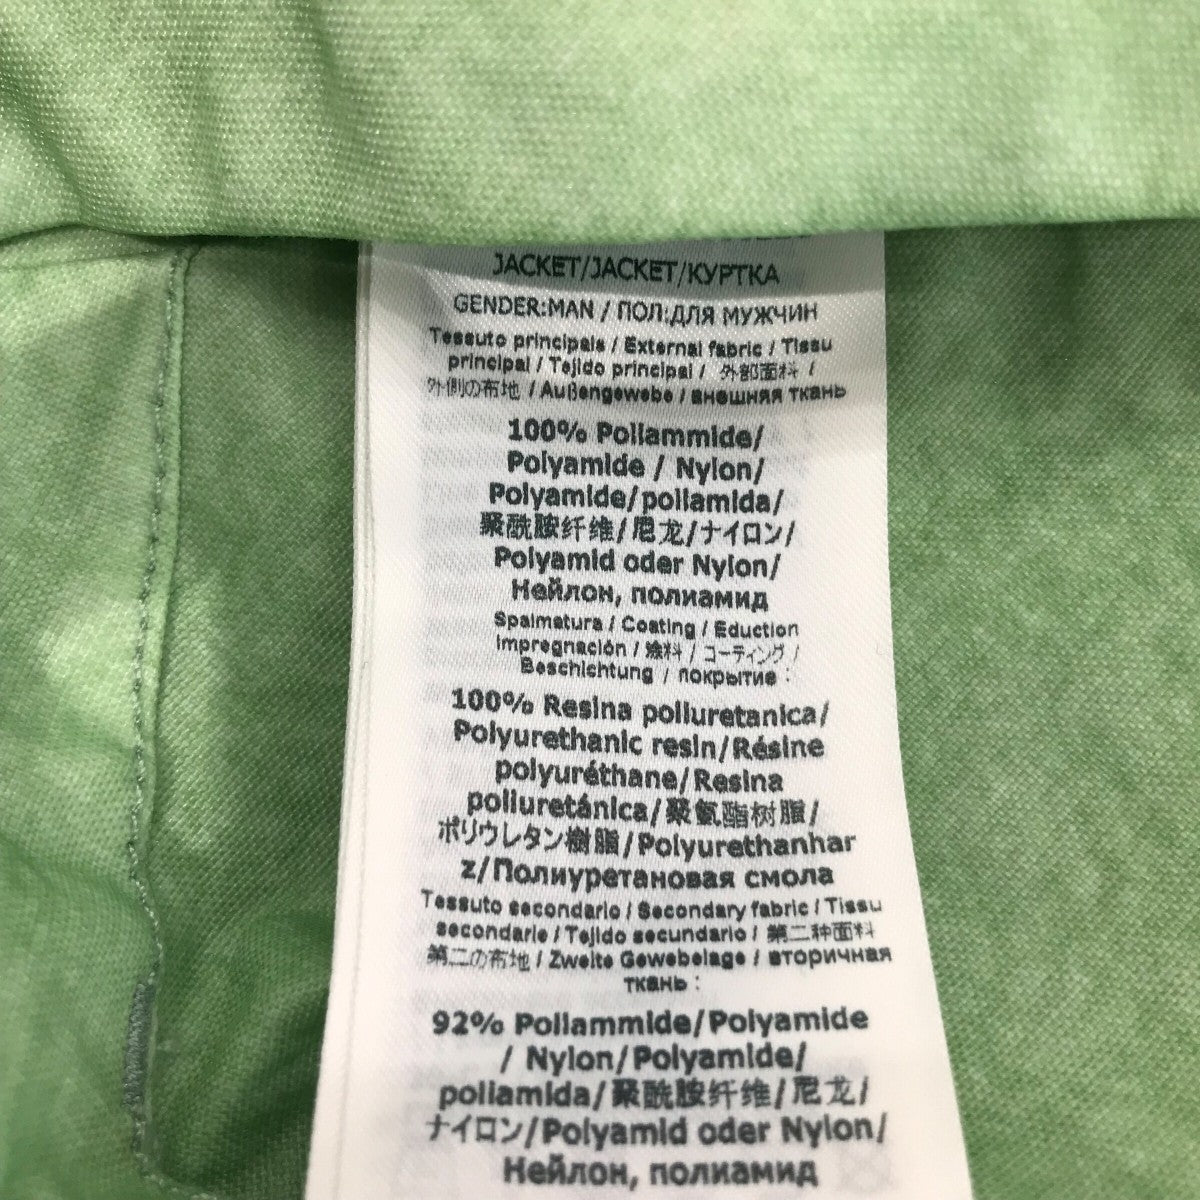 JACKET/JACKET/КУРТКА
GENDER:MAN / ПОЛ:ДЛЯ МУЖЧИН
Tessuto principale / External fabric / Tissu
principal / Tejido principal / 外部面料 /
外側の布地 / Außengewebe / внешняя ткань
100% Poliammide/
Polyamide / Nylon/
Polyamide/poliamida/
聚酰胺纤维/尼龙/ナイロン/
Polyamid oder Nylon/
Нейлон, полиамид
Spalmatura / Coating / Eduction
Impregnación / 涂料 / コーティング /
Beschichtung / покрытие :
100% Resina poliuretanica/
Polyurethanic resin/Résine
polyuréthane/Resina
poliuretánica/聚氨酯树脂/
ポリウレタン樹脂/Polyurethanhar
z/Полиуретановая смола
Tessuto secondario / Secondary fabric / Tissu
secondarie / Tejido secundario / 第二种面料
第二の布地 / Zweite Gewebelage / вторичная
ткань :
92% Poliammide/Polyamide
/ Nylon/Polyamide/
poliamida/聚酰胺纤维/尼龙/
ナイロン/Polyamid oder Nylon/
Нейлон, полиамид